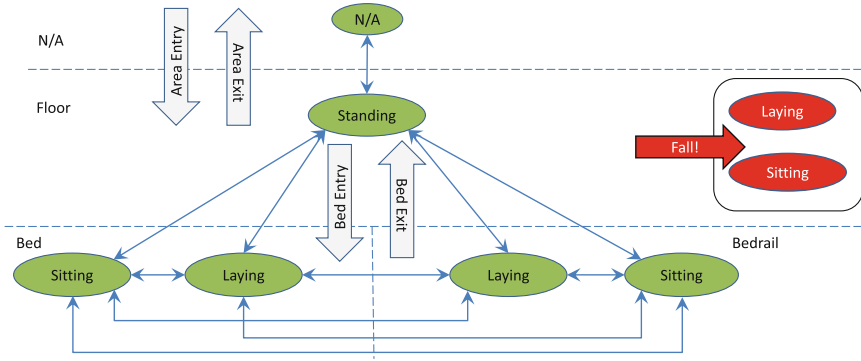 N/A
N/A
Area Entry
Area Exit
Floor
Standing
Laying
Fall!
Sitting
Bed Entry
Bed Exit
Bed
Bedrail
Sitting
Laying
Laying
Sitting